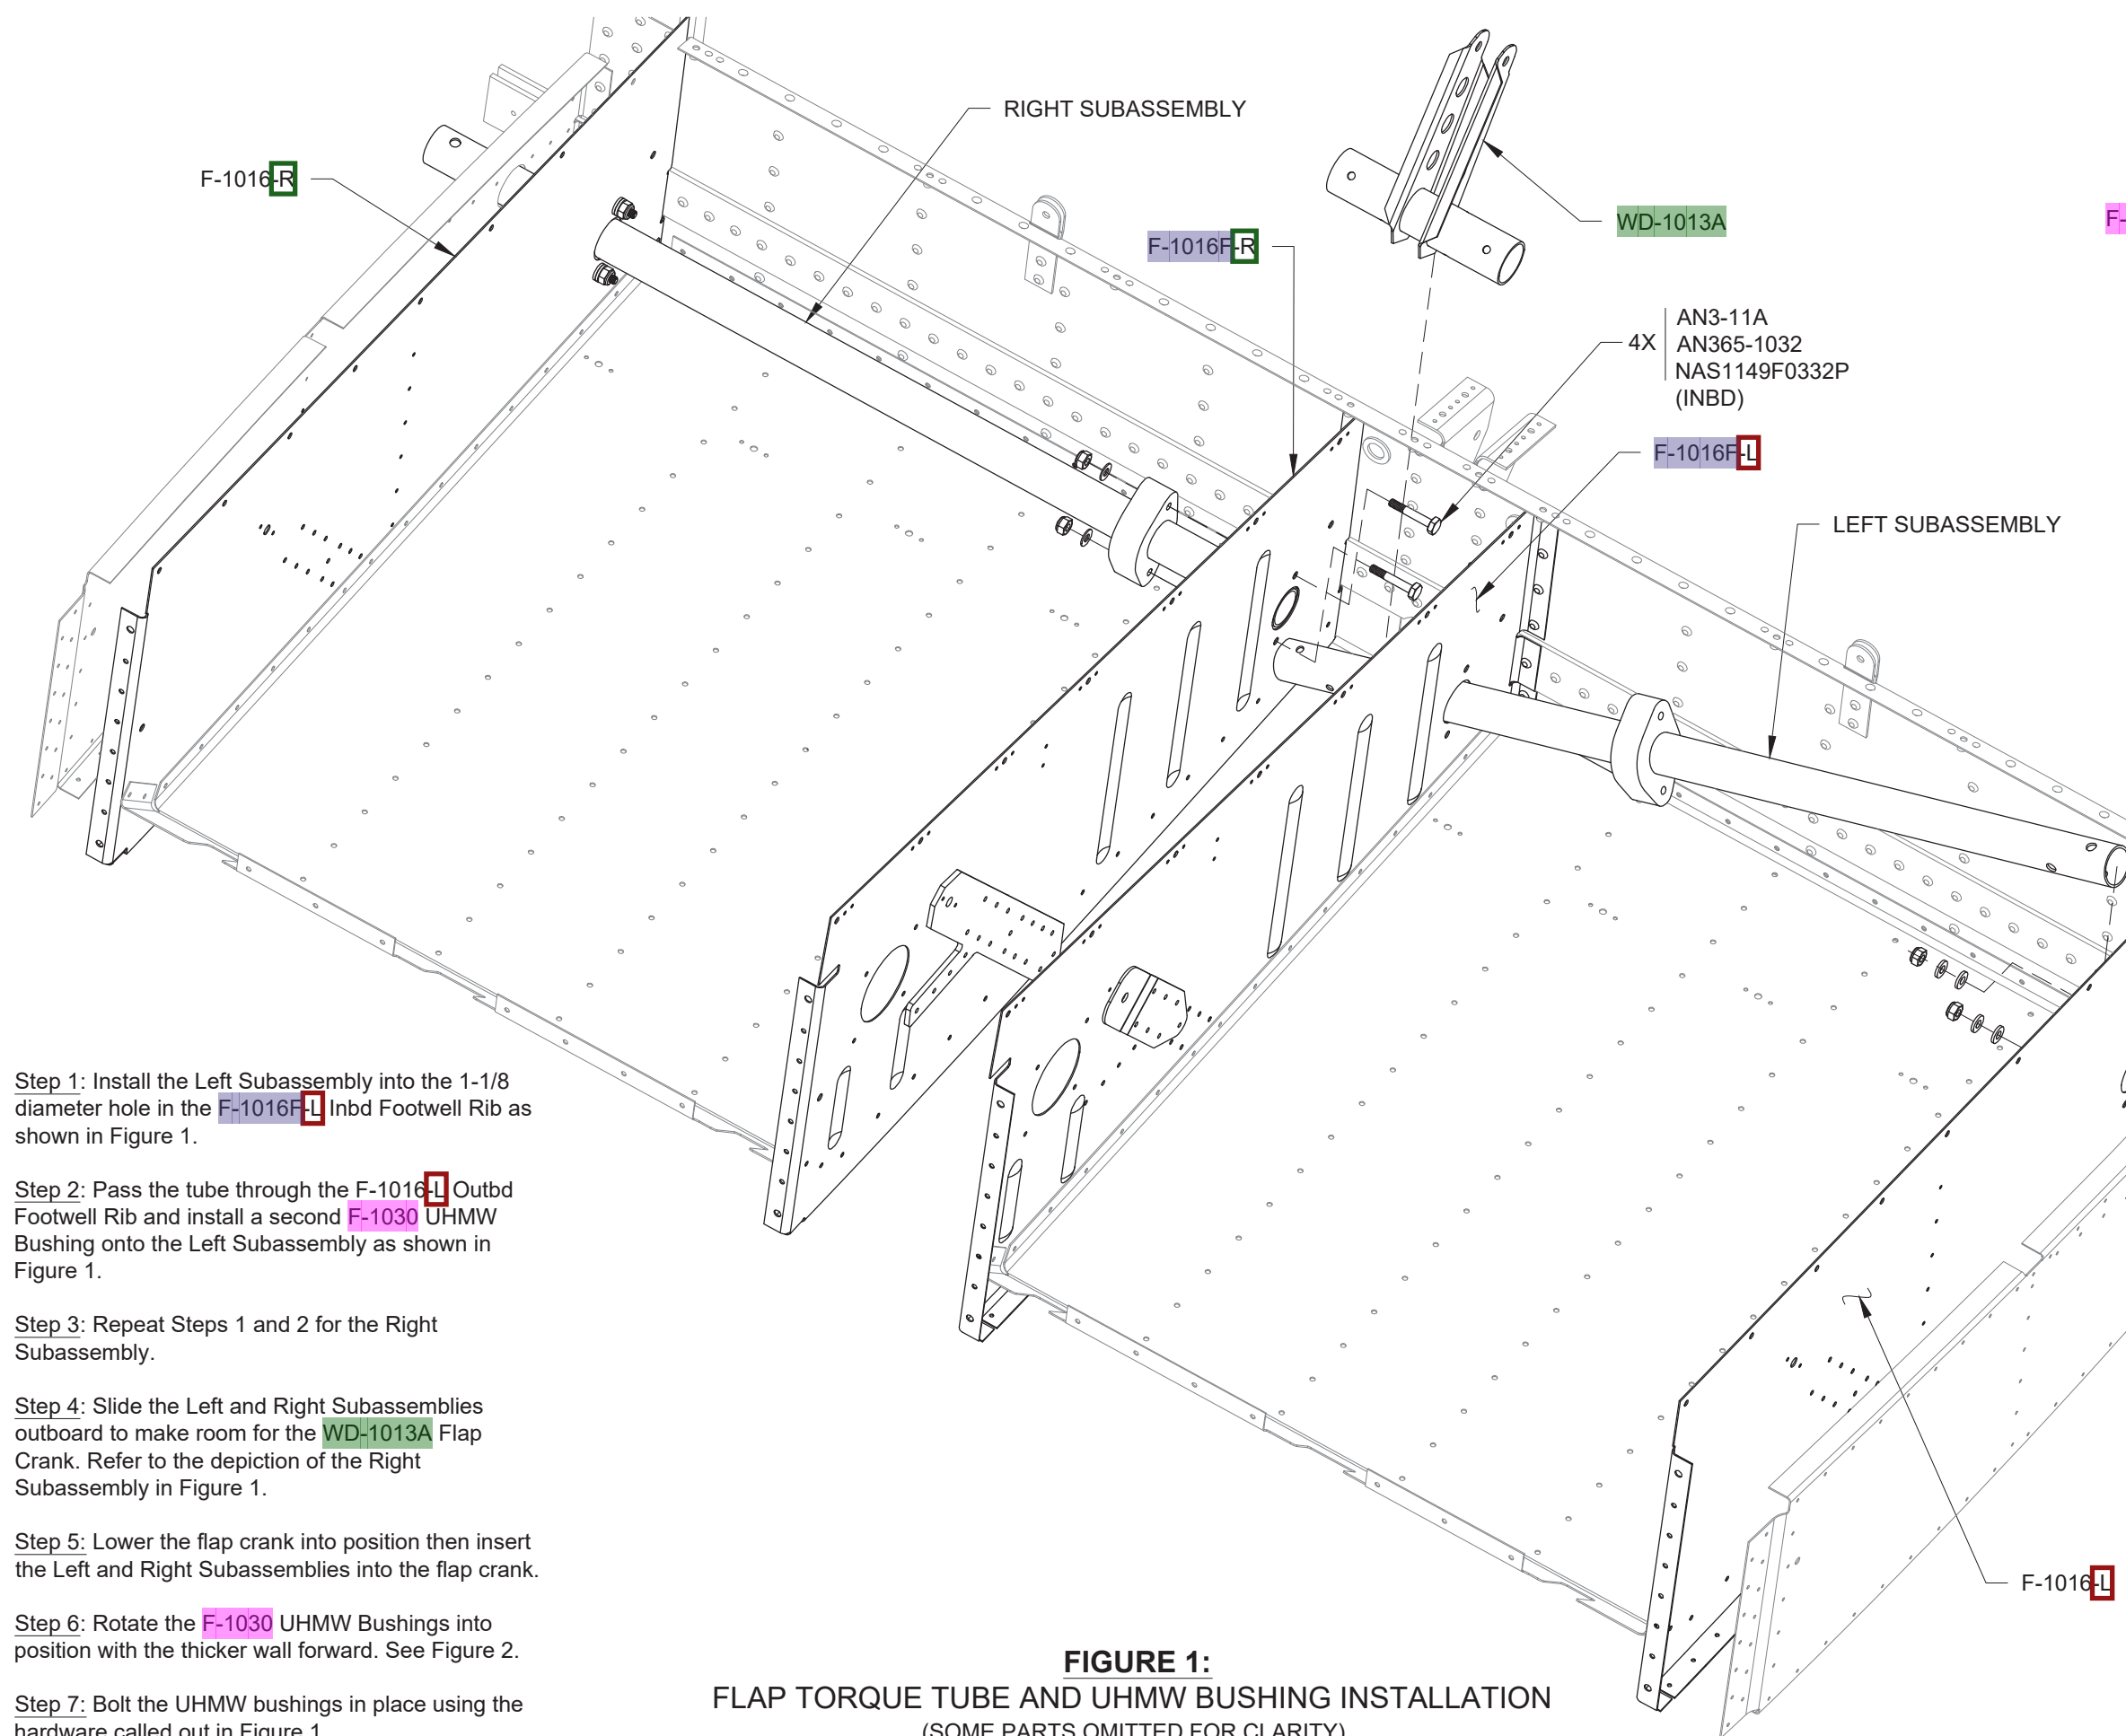 RIGHT SUBASSEMBLY
F-1016-R
WD-1013A
F-
F-1016F-R
4X
AN3-11A
AN365-1032
NAS1149F0332P
(INBD)
F-1016F-L
LEFT SUBASSEMBLY
Step 1: Install the Left Subassembly into the 1-1/8
diameter hole in the F-1016F-L Inbd Footwell Rib as
shown in Figure 1.
Step 2: Pass the tube through the F-1016-L Outbd
Footwell Rib and install a second F-1030 UHMW
Bushing onto the Left Subassembly as shown in
Figure 1.
Step 3: Repeat Steps 1 and 2 for the Right
Subassembly.
Step 4: Slide the Left and Right Subassemblies
outboard to make room for the WD-1013A Flap
Crank. Refer to the depiction of the Right
Subassembly in Figure 1.
Step 5: Lower the flap crank into position then insert
the Left and Right Subassemblies into the flap crank.
Step 6: Rotate the F-1030 UHMW Bushings into
position with the thicker wall forward. See Figure 2.
Step 7: Bolt the UHMW bushings in place using the
hardware called out in Figure 1.
F-1016-L
FIGURE 1:
FLAP TORQUE TUBE AND UHMW BUSHING INSTALLATION
(SOME PARTS OMITTED FOR CLARITY)